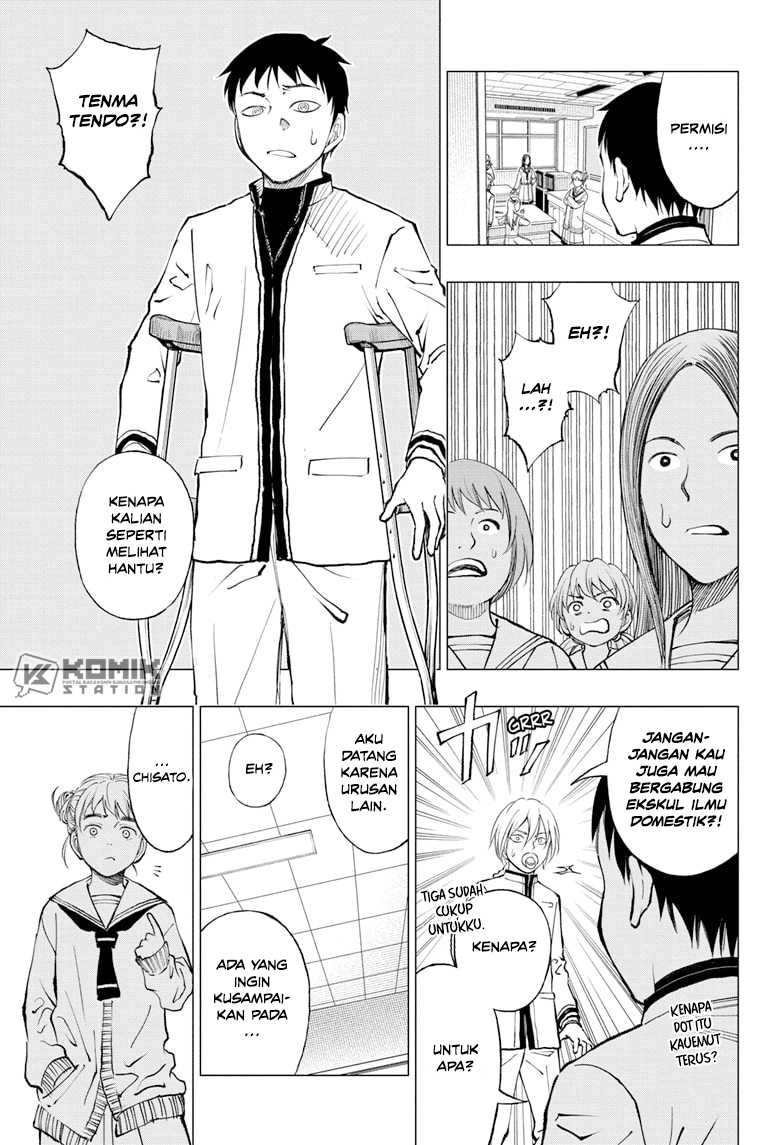 PERMISI
....
EH?!
LAH
...?!
TENMA
TENDO?!
KENAPA
KALIAN
SEPERTI
MELIHAT
HANTU?
KOMIK
STATION
JANGAN-
JANGAN KAU
JUGA MAU
BERGABUNG
EKSKUL ILMU
DOMESTIK?!
GRRR
ガ
TIGA SUDAH
CUKUP
UNTUKKU.
KENAPA?
UNTUK
APA?
KENAPA
DOT ITU
KAUEMUT
TERUS?
AKU
DATANG
KARENA
URUSAN
LAIN.
EH?
ADA YANG
INGIN
KUSAMPAI-
KAN PADA
...
...
CHISATO.